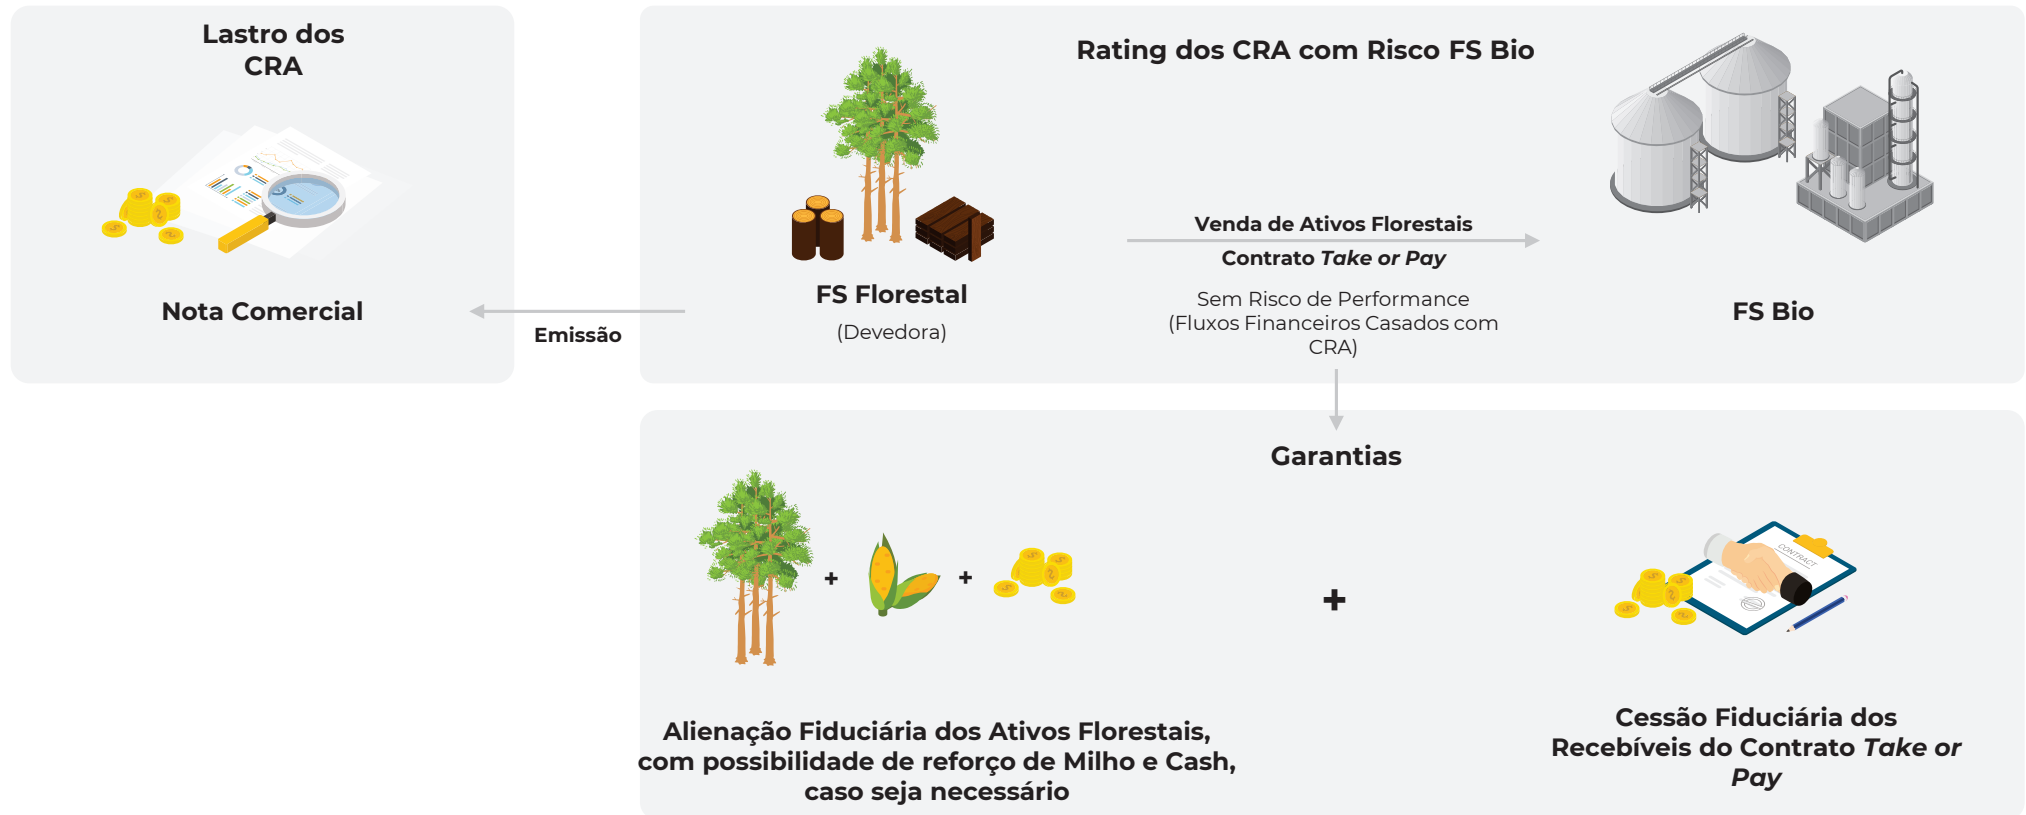 Lastro dos
CRA
Nota Comercial
Emissão
Rating dos CRA com Risco FS Bio
FS Florestal
(Devedora)
Venda de Ativos Florestais
Contrato Take or Pay
Sem Risco de Performance
(Fluxos Financeiros Casados com
CRA)
FS Bio
Garantias
+
+
+
CONTRACT
Alienação Fiduciária dos Ativos Florestais,
com possibilidade de reforço de Milho e Cash,
caso seja necessário
Cessão Fiduciária dos
Recebíveis do Contrato Take or
Pay